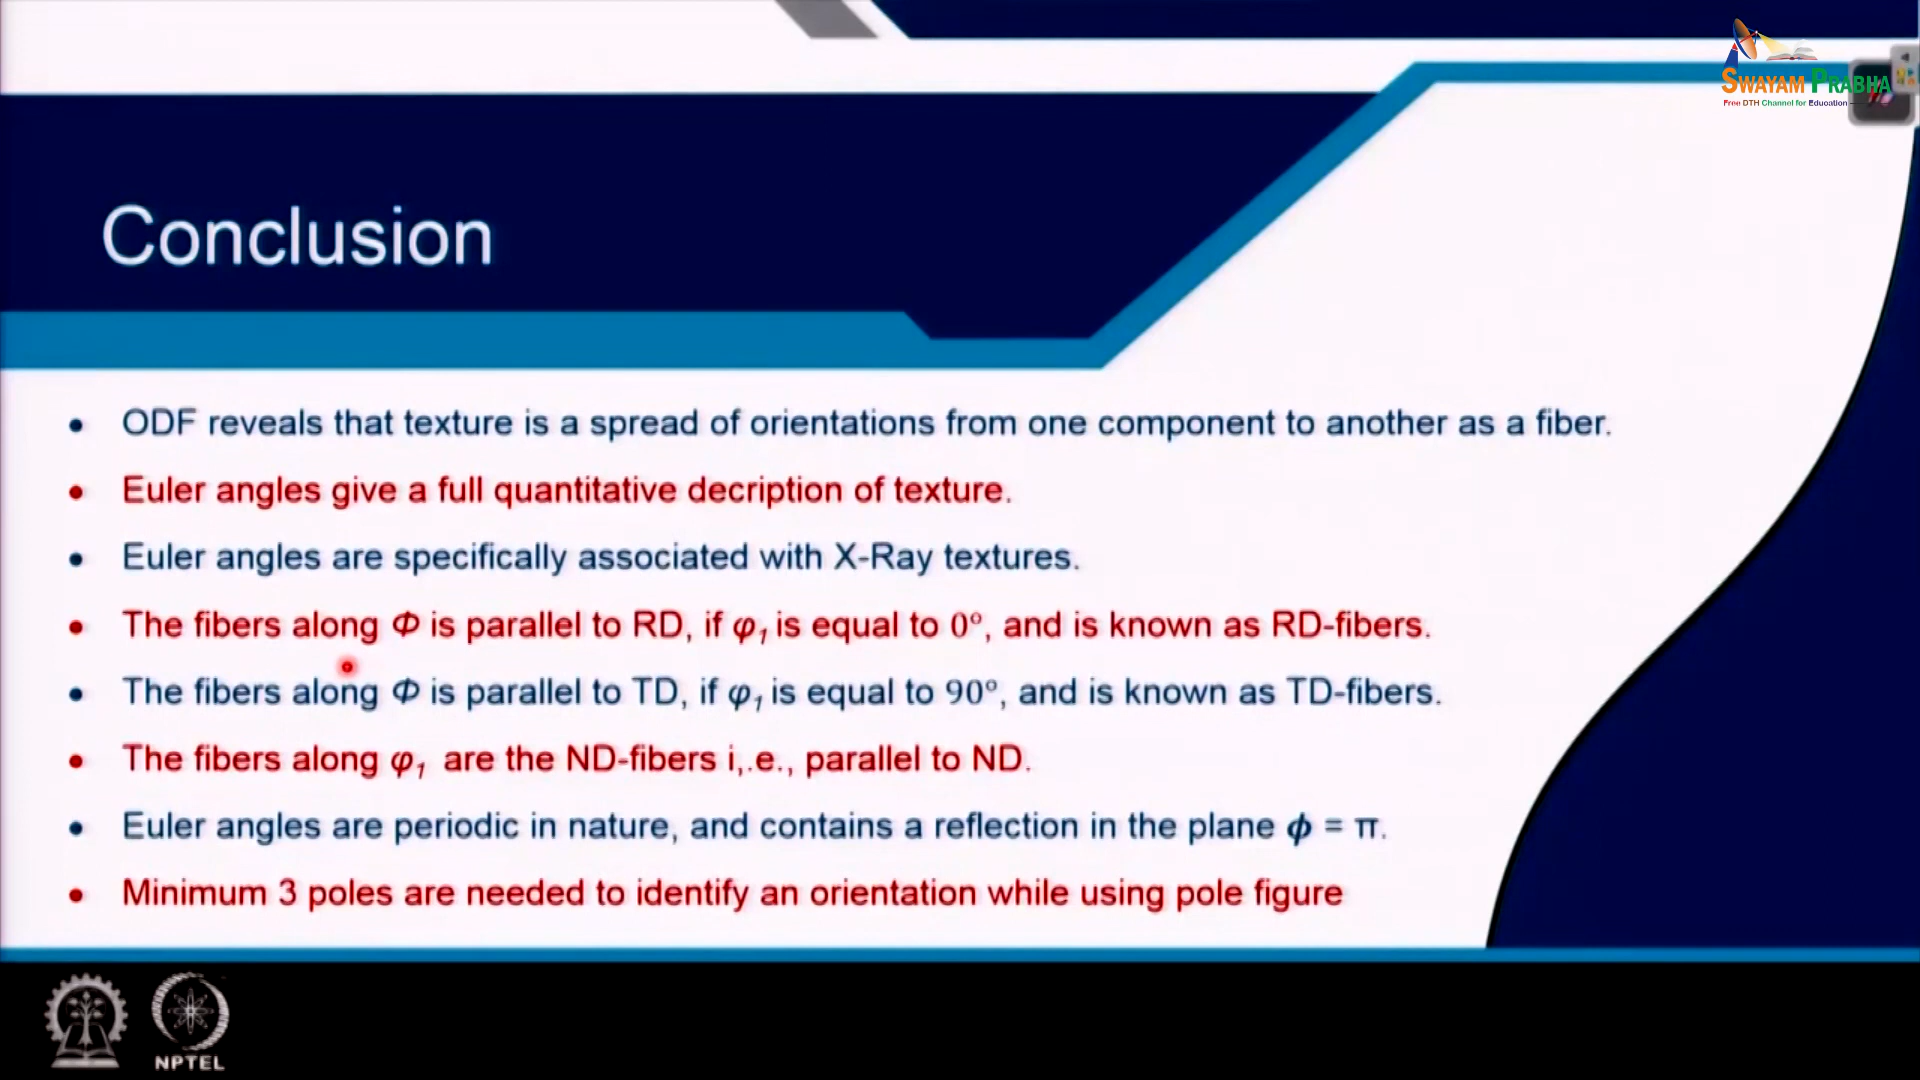 SWAYAM PRABHA
Free DTH Channel for Education
Conclusion
• ODF reveals that texture is a spread of orientations from one component to another as a fiber.
• Euler angles give a full quantitative decription of texture.
• Euler angles are specifically associated with X-Ray textures.
• The fibers along Φ is parallel to RD, if φ₁ is equal to 0°, and is known as RD-fibers.
• The fibers along Φ is parallel to TD, if φ₁ is equal to 90°, and is known as TD-fibers.
• The fibers along φ₁ are the ND-fibers i,.e., parallel to ND.
• Euler angles are periodic in nature, and contains a reflection in the plane ϕ = π.
• Minimum 3 poles are needed to identify an orientation while using pole figure
NPTEL